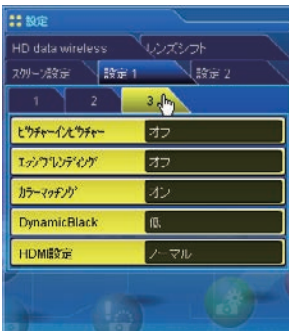 設定
HD data wireless レンズシフト
スクリーン設定 設定 1 設定 2
1 2 3
ピクチャーインピクチャー オフ
エッジブレンディング オフ
カラーマッチング オン
DynamicBlack 低
HDMI設定 ノーマル